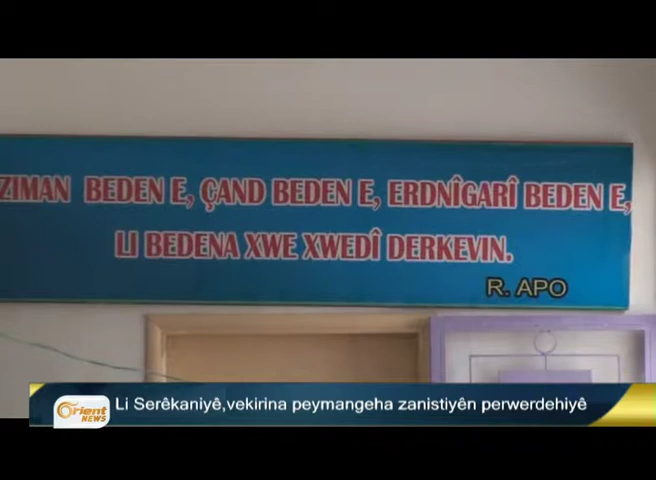 ZIMAN BEDEN E, ÇAND BEDEN E, ERDNÎGARÎ BEDEN E,
LI BEDENA XWE XWEDÎ DERKEVIN.
R. APO
Orient NEWS
Li Serêkaniyê,vekirina peymangeha zanistiyên perwerdehiyê